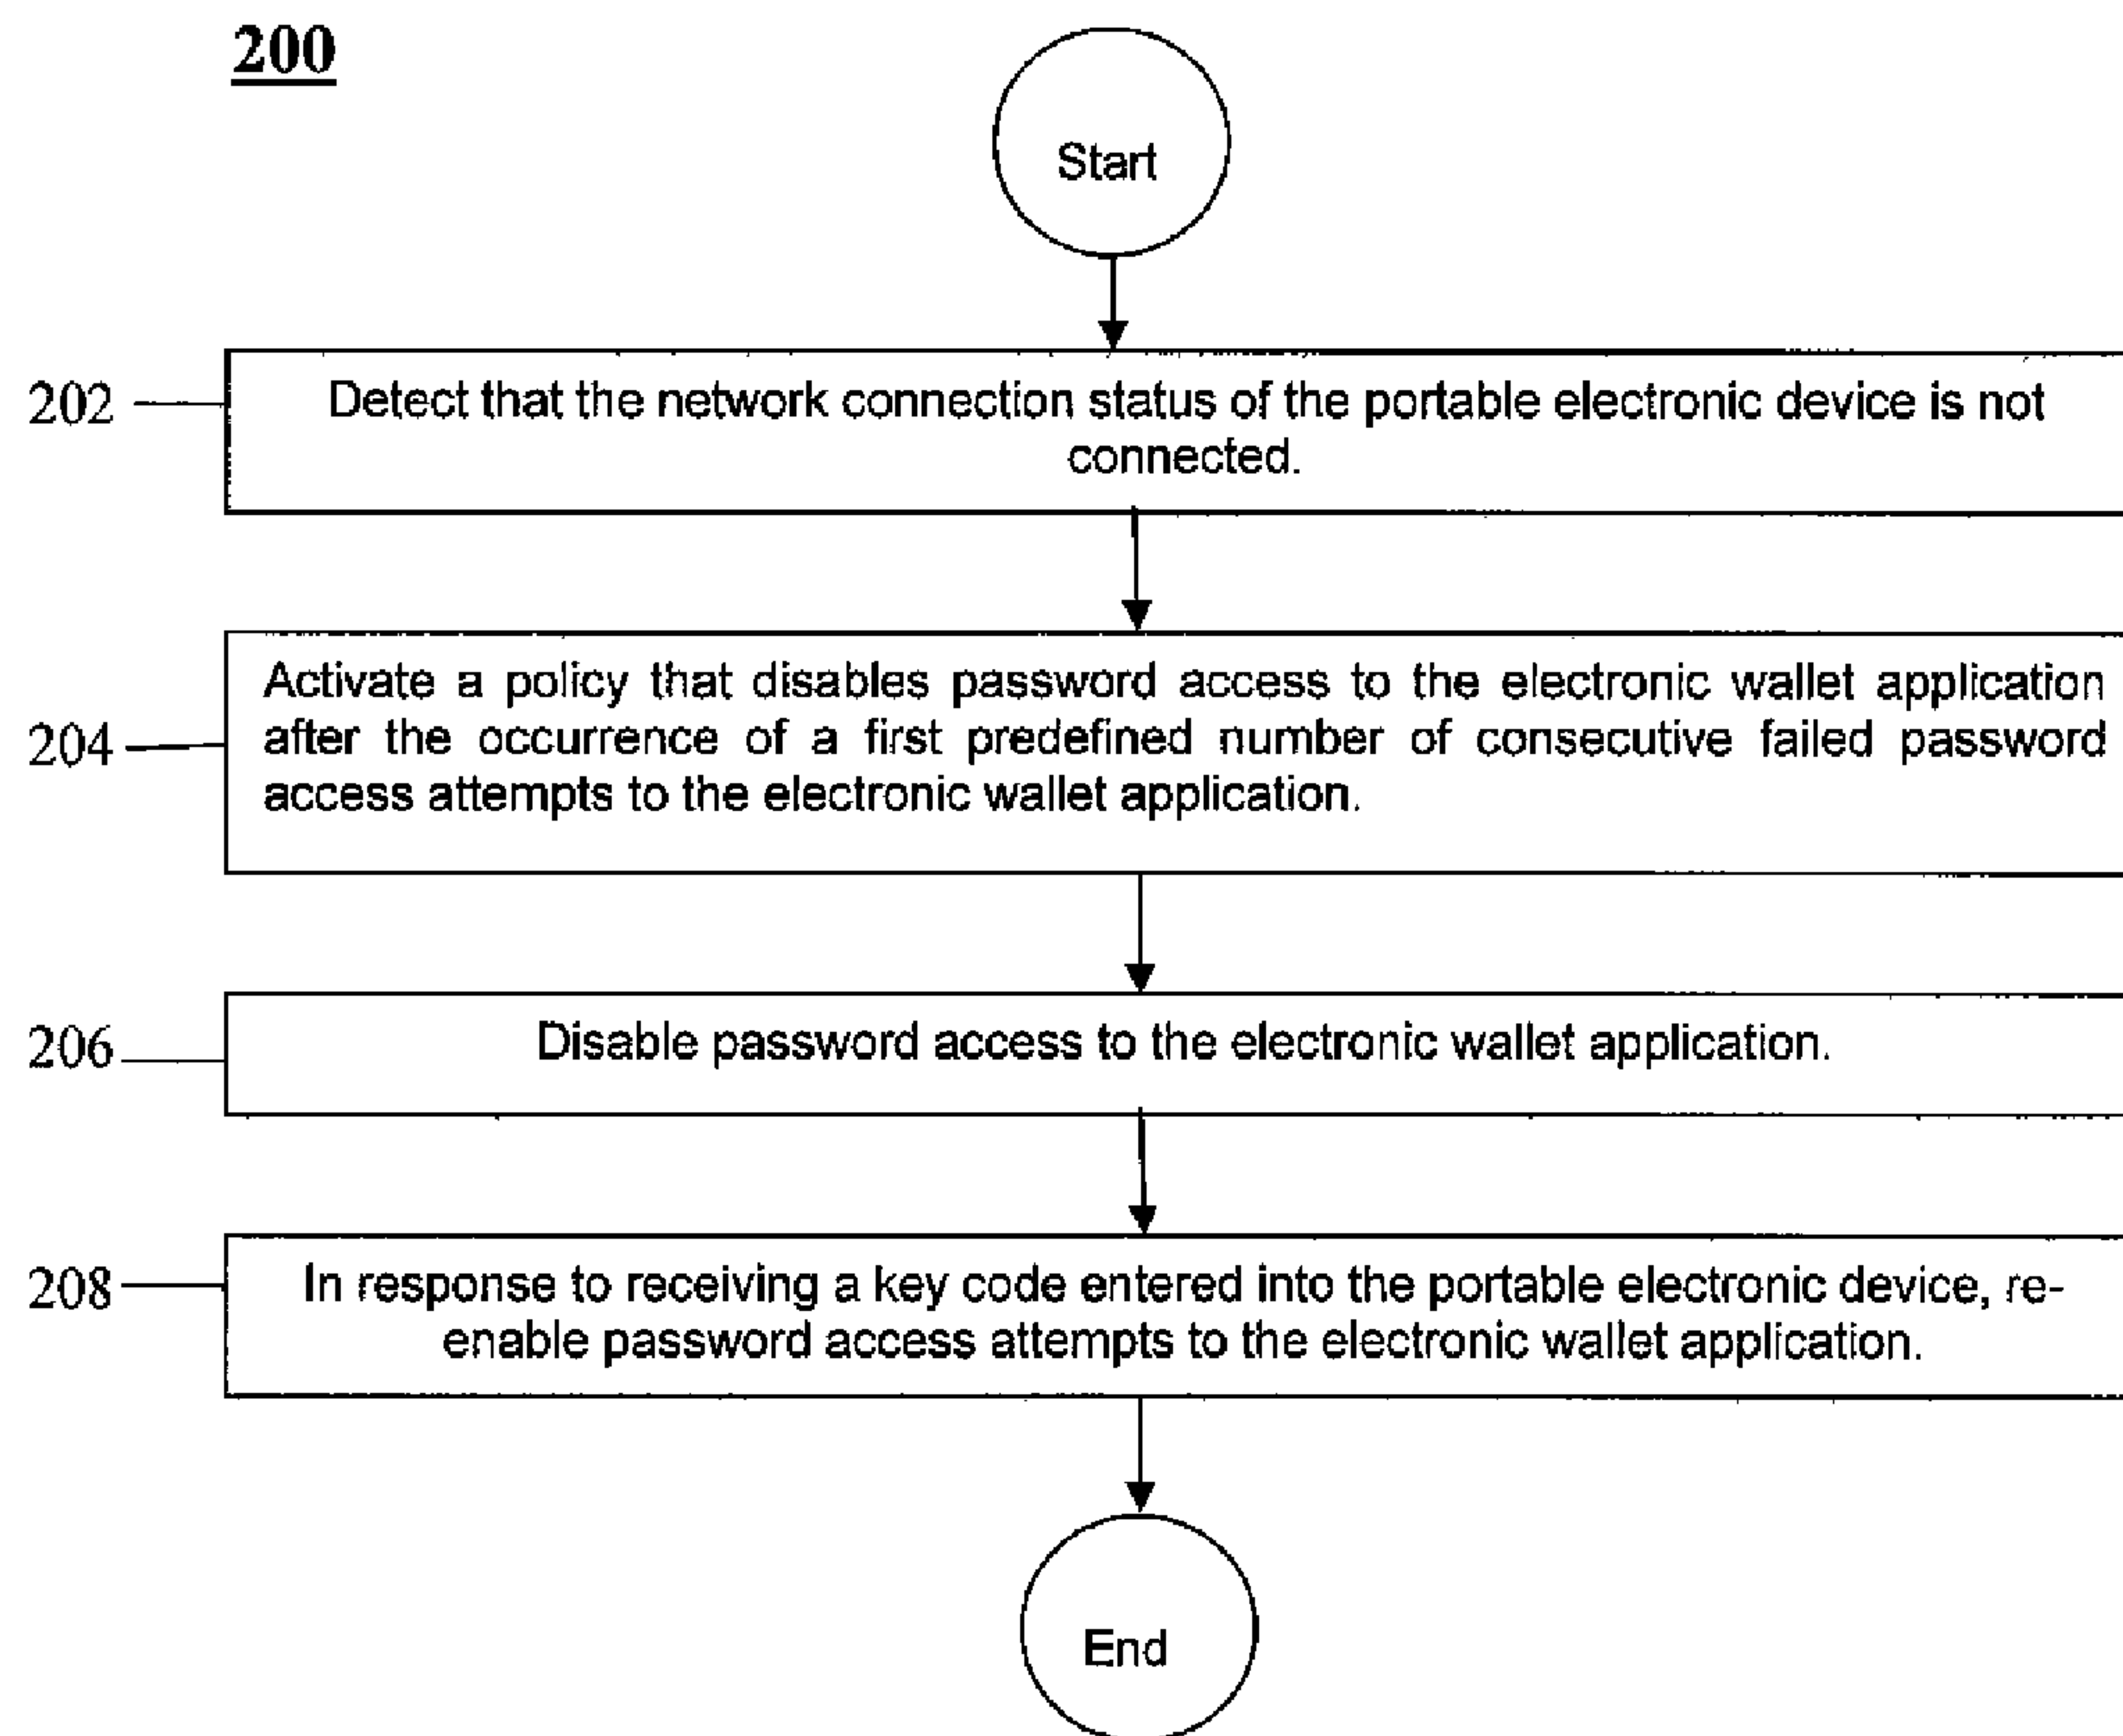 200
Start
202
Detect that the network connection status of the portable electronic device is not
connected.
204
Activate a policy that disables password access to the electronic wallet application
after the occurrence of a first predefined number of consecutive failed password
access attempts to the electronic wallet application.
206
Disable password access to the electronic wallet application.
208
In response to receiving a key code entered into the portable electronic device, re-
enable password access attempts to the electronic wallet application.
End